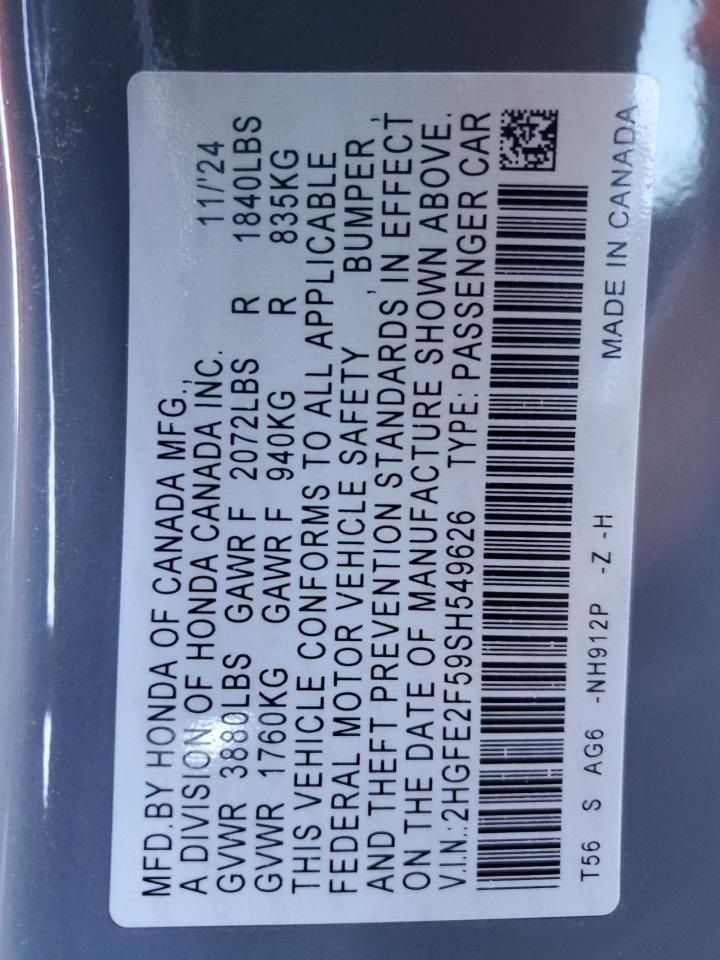 MFD.BY HONDA OF CANADA MFG.,
A DIVISION OF HONDA CANADA INC. 11/'24
GVWR 3880LBS GAWR F 2072LBS R 1840LBS
GVWR 1760KG GAWR F 940KG R 835KG
THIS VEHICLE CONFORMS TO ALL APPLICABLE
FEDERAL MOTOR VEHICLE SAFETY , BUMPER ,
AND THEFT PREVENTION STANDARDS IN EFFECT
ON THE DATE OF MANUFACTURE SHOWN ABOVE.
V.I.N.:2HGFE2F59SH549626 TYPE: PASSENGER CAR
T56 S AG6 -NH912P -Z -H
MADE IN CANADA